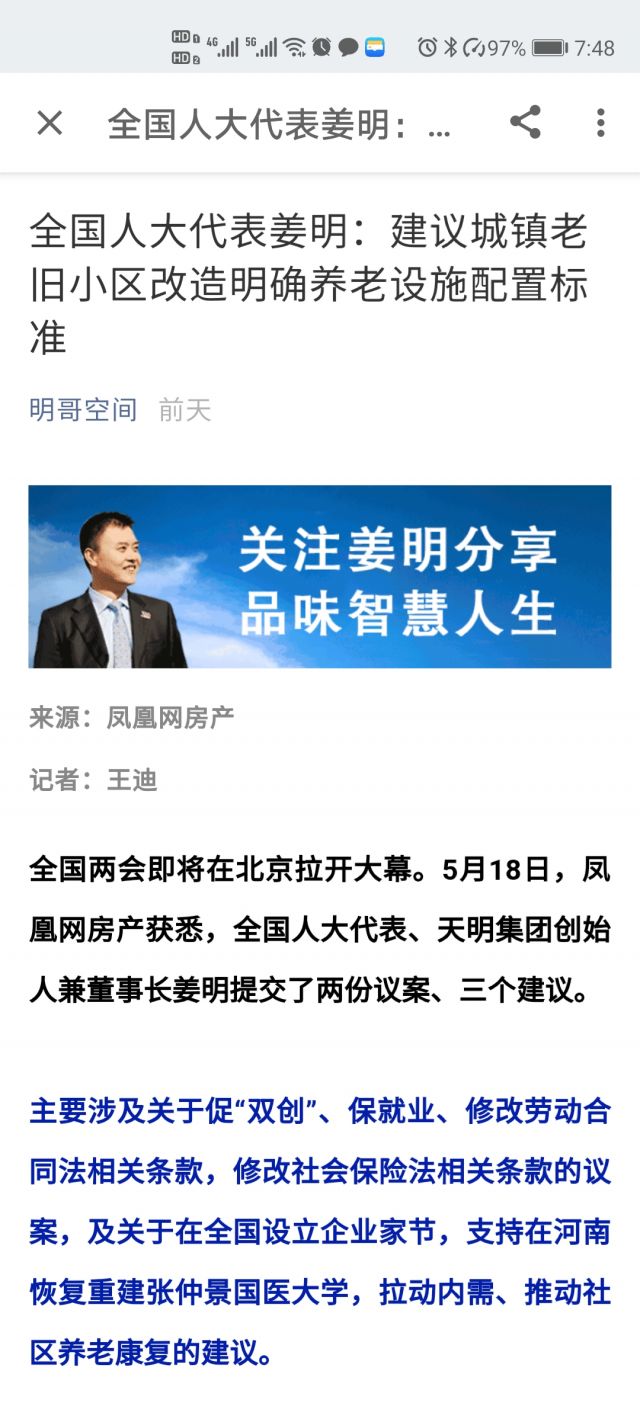 HD 1 4G 5G 97% 7:48
HD 2
全国人大代表姜明：...
全国人大代表姜明：建议城镇老
旧小区改造明确养老设施配置标
准
明哥空间 前天
关注姜明分享
品味智慧人生
来源：凤凰网房产
记者：王迪
全国两会即将在北京拉开大幕。5月18日，凤
凰网房产获悉，全国人大代表、天明集团创始
人兼董事长姜明提交了两份议案、三个建议。
主要涉及关于促“双创”、保就业、修改劳动合
同法相关条款，修改社会保险法相关条款的议
案，及关于在全国设立企业家节，支持在河南
恢复重建张仲景国医大学，拉动内需、推动社
区养老康复的建议。